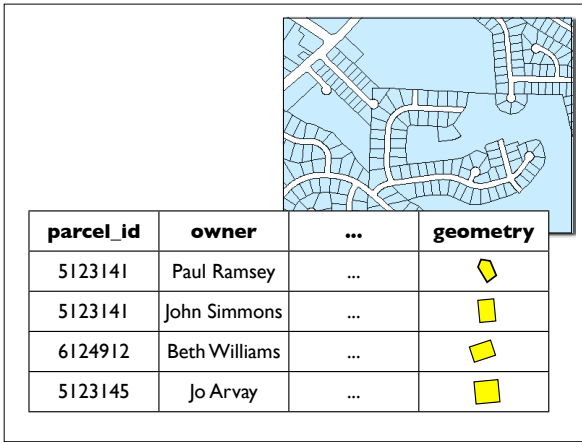 parcel_id owner ... geometry
5123141 Paul Ramsey ...
5123141 John Simmons ...
6124912 Beth Williams ...
5123145 Jo Arvay ...